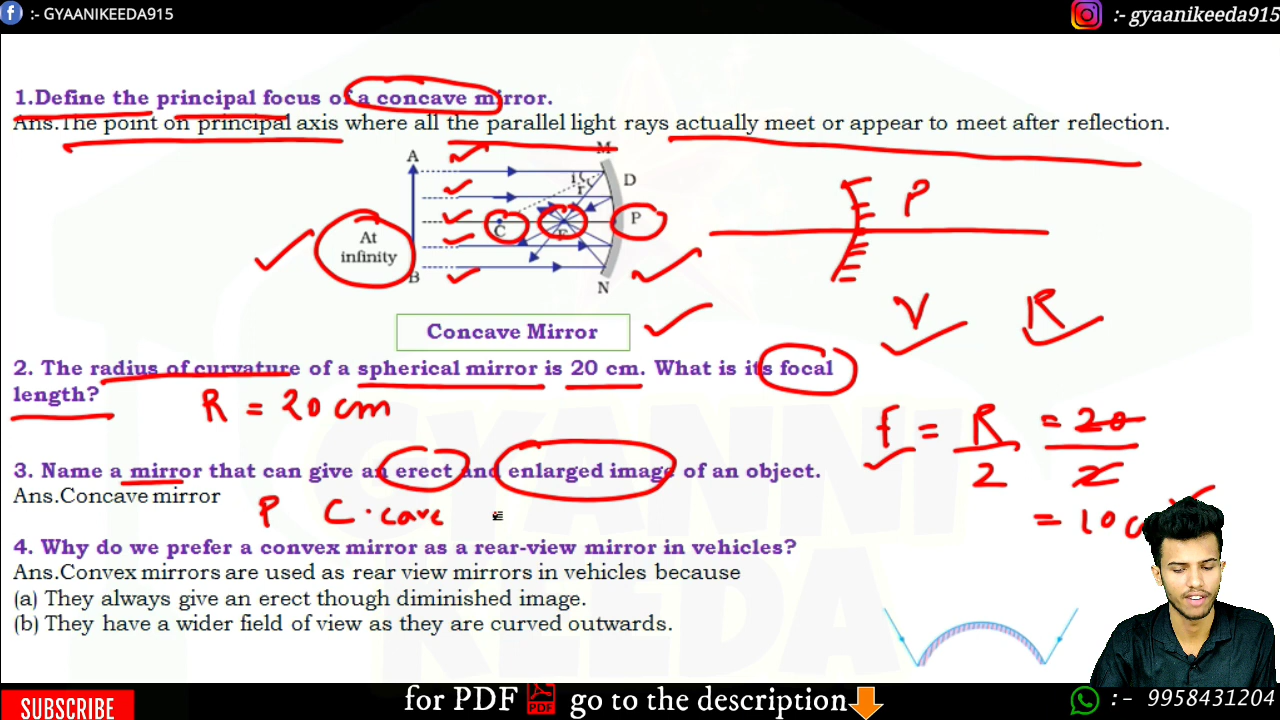 :- GYAANIKEEDA915
:- gyaanikeeda915
1.Define the principal focus of a concave mirror.
Ans.The point on principal axis where all the parallel light rays actually meet or appear to meet after reflection.
A
M
D
i
r
P
C
F
At
infinity
B
N
P
V R
Concave Mirror
2. The radius of curvature of a spherical mirror is 20 cm. What is its focal
length?
R = 20 cm
f = R/2 = 20/2
= 10 c
3. Name a mirror that can give an erect and enlarged image of an object.
Ans.Concave mirror
P C.cave
4. Why do we prefer a convex mirror as a rear-view mirror in vehicles?
Ans.Convex mirrors are used as rear view mirrors in vehicles because
(a) They always give an erect though diminished image.
(b) They have a wider field of view as they are curved outwards.
GYANNI
KEEDA
SUBSCRIBE
for PDF PDF go to the description
:- 9958431204